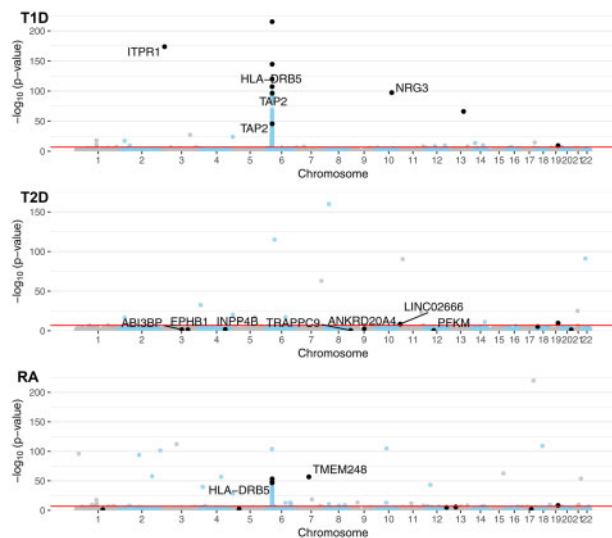 T1D
200
150
100
50
0
−log10 (p−value)
ITPR1
HLA−DRB5
TAP2
TAP2
NRG3
1 2 3 4 5 6 7 8 9 10 11 12 13 14 15 16 17 18 19 20 21 22
Chromosome
T2D
150
100
50
0
−log10 (p−value)
LINC02666
ABI3BP EPHB1 INPP4B TRAPPC9 ANKRD20A4 PFKM
1 2 3 4 5 6 7 8 9 10 11 12 13 14 15 16 17 18 19 20 21 22
Chromosome
RA
200
150
100
50
0
−log10 (p−value)
TMEM248
HLA−DRB5
1 2 3 4 5 6 7 8 9 10 11 12 13 14 15 16 17 18 19 20 21 22
Chromosome